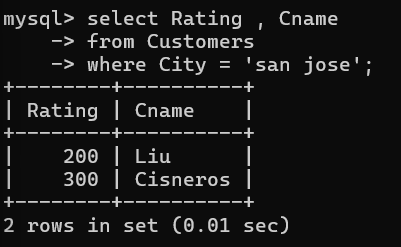 mysql> select Rating , Cname
    -> from Customers
    -> where City = 'san jose';
+--------+----------+
| Rating | Cname    |
+--------+----------+
|    200 | Liu      |
|    300 | Cisneros |
+--------+----------+
2 rows in set (0.01 sec)